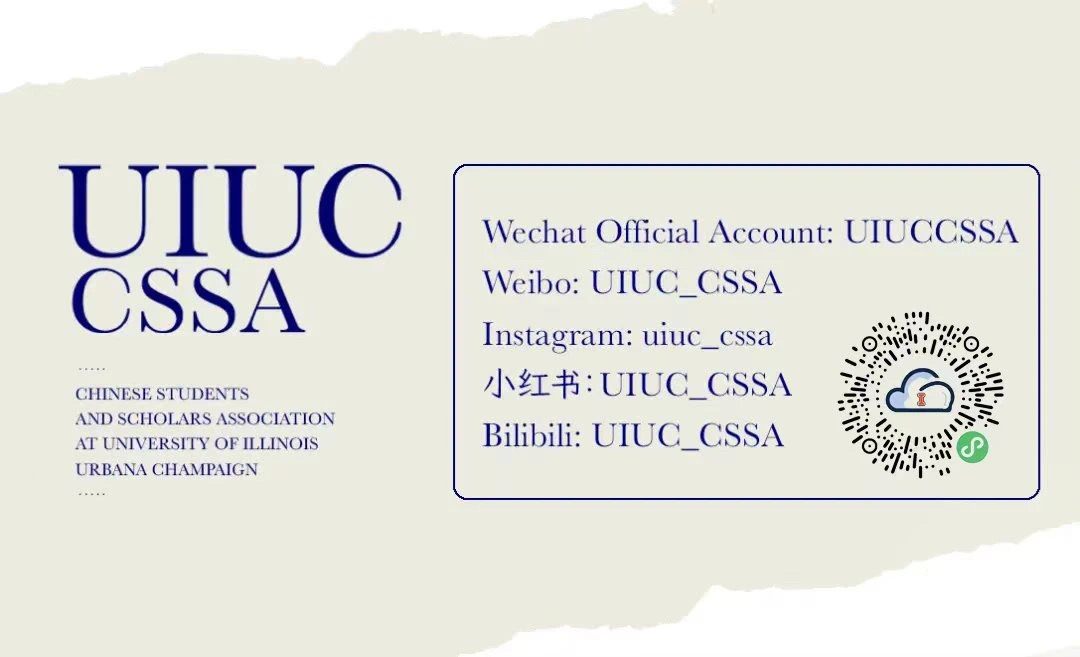 UIUC
CSSA
.....
CHINESE STUDENTS
AND SCHOLARS ASSOCIATION
AT UNIVERSITY OF ILLINOIS
URBANA CHAMPAIGN
.....
Wechat Official Account: UIUCCSSA
Weibo: UIUC_CSSA
Instagram: uiuc_cssa
小红书: UIUC_CSSA
Bilibili: UIUC_CSSA
I